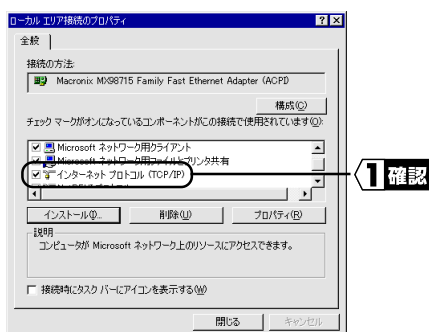 ローカル エリア接続のプロパティ
全般
接続の方法:
Macronix MX98715 Family Fast Ethernet Adapter (ACPI)
構成(C)
チェック マークがオンになっているコンポーネントがこの接続で使用されています(O):
Microsoft ネットワーク用クライアント
Microsoft ネットワーク用ファイルとプリンタ共有
インターネット プロトコル (TCP/IP)
1 確認
インストール(I)...
削除(U)
プロパティ(R)
説明
コンピュータが Microsoft ネットワーク上のリソースにアクセスできます。
接続時にタスク バーにアイコンを表示する(W)
閉じる
キャンセル